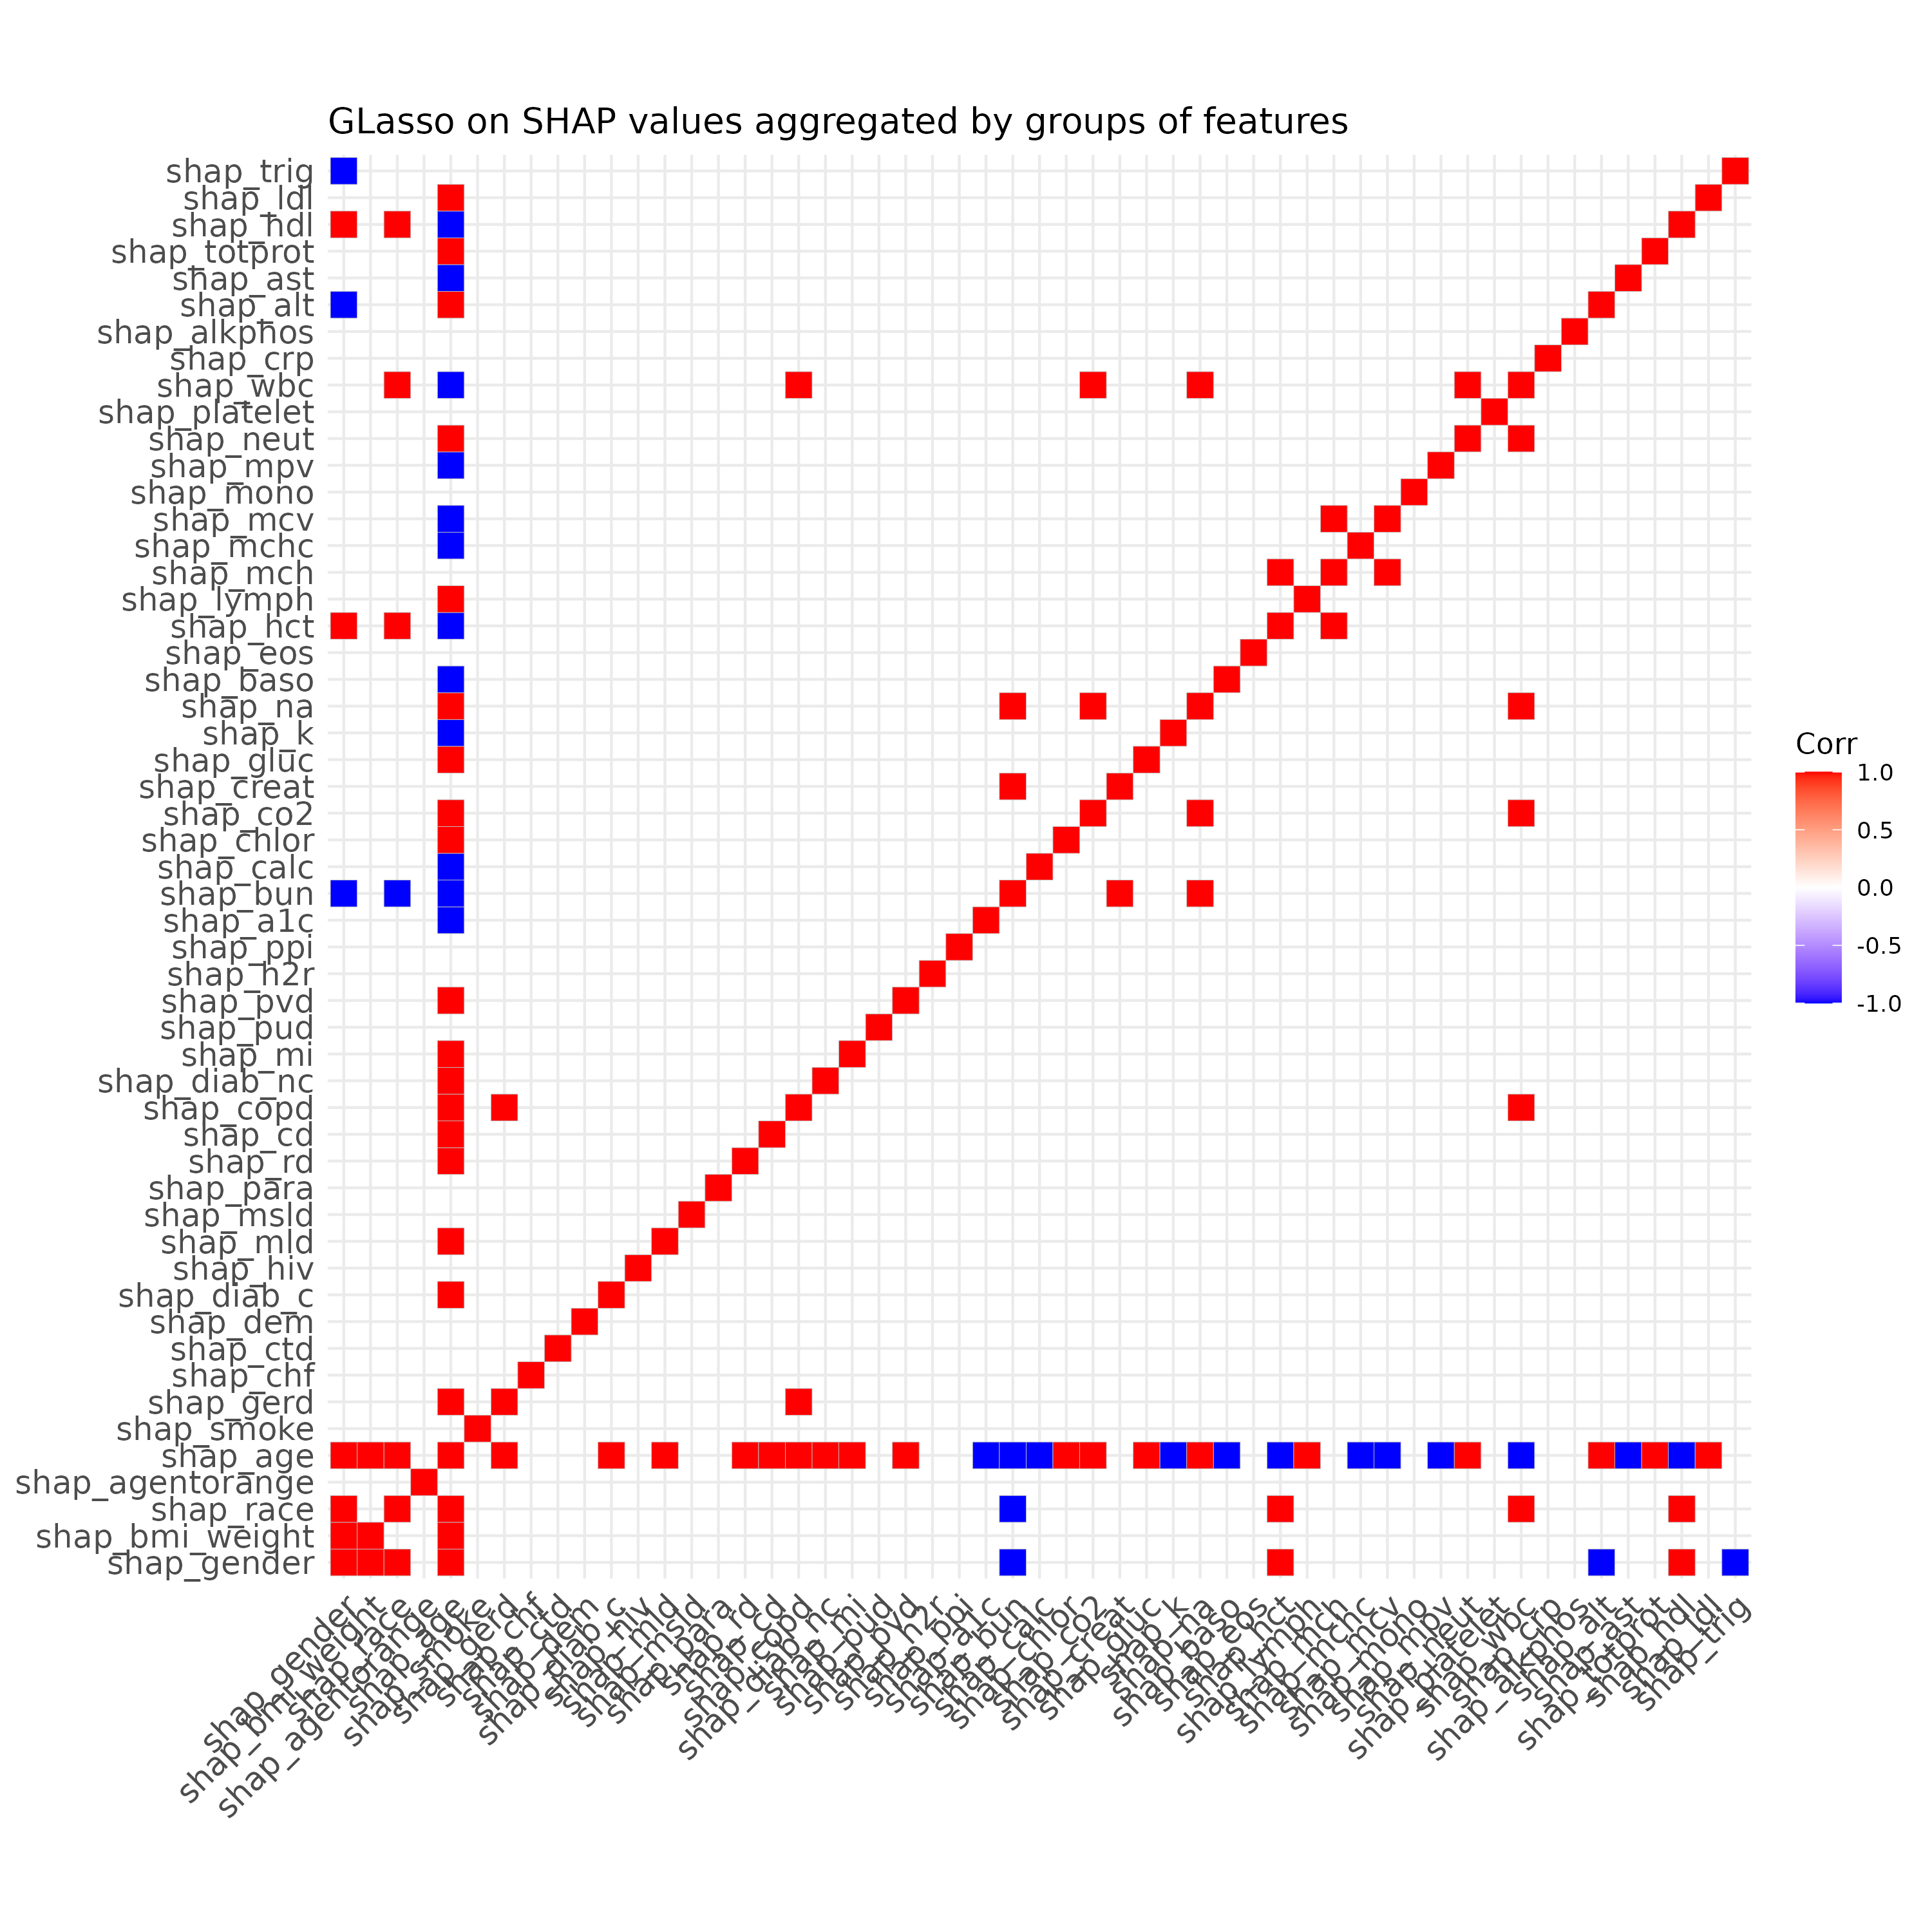 GLasso on SHAP values aggregated by groups of features
shap_trig
shap_ldl
shap_hdl
shap_totprot
shap_ast
shap_alt
shap_alkphos
shap_crp
shap_wbc
shap_platelet
shap_neut
shap_mpv
shap_mono
shap_mcv
shap_mchc
shap_mch
shap_lymph
shap_hct
shap_eos
shap_baso
shap_na
shap_k
shap_gluc
shap_creat
shap_co2
shap_chlor
shap_calc
shap_bun
shap_a1c
shap_ppi
shap_h2r
shap_pvd
shap_pud
shap_mi
shap_diab_nc
shap_copd
shap_cd
shap_rd
shap_para
shap_msld
shap_mld
shap_hiv
shap_diab_c
shap_dem
shap_ctd
shap_chf
shap_gerd
shap_smoke
shap_age
shap_agentorange
shap_race
shap_bmi_weight
shap_gender
shap_gender
shap_bmi_weight
shap_race
shap_agentorange
shap_age
shap_smoke
shap_gerd
shap_chf
shap_ctd
shap_dem
shap_diab_c
shap_hiv
shap_mld
shap_msld
shap_para
shap_rd
shap_cd
shap_copd
shap_diab_nc
shap_mi
shap_pud
shap_pvd
shap_h2r
shap_ppi
shap_a1c
shap_bun
shap_calc
shap_chlor
shap_co2
shap_creat
shap_gluc
shap_k
shap_na
shap_baso
shap_eos
shap_hct
shap_lymph
shap_mch
shap_mchc
shap_mcv
shap_mono
shap_mpv
shap_neut
shap_platelet
shap_wbc
shap_crp
shap_alkphos
shap_alt
shap_ast
shap_totprot
shap_hdl
shap_ldl
shap_trig
Corr
1.0
0.5
0.0
-0.5
-1.0